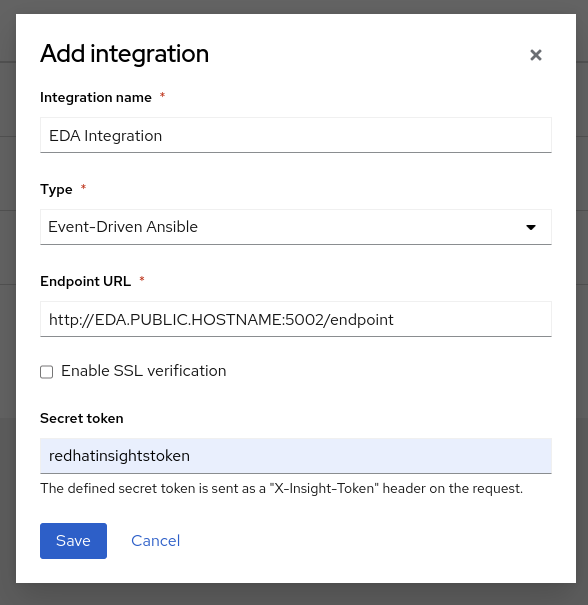 Add integration
Integration name *
EDA Integration
Type *
Event-Driven Ansible
Endpoint URL *
http://EDA.PUBLIC.HOSTNAME:5002/endpoint
Enable SSL verification
Secret token
redhatinsightstoken
The defined secret token is sent as a "X-Insight-Token" header on the request.
Save Cancel